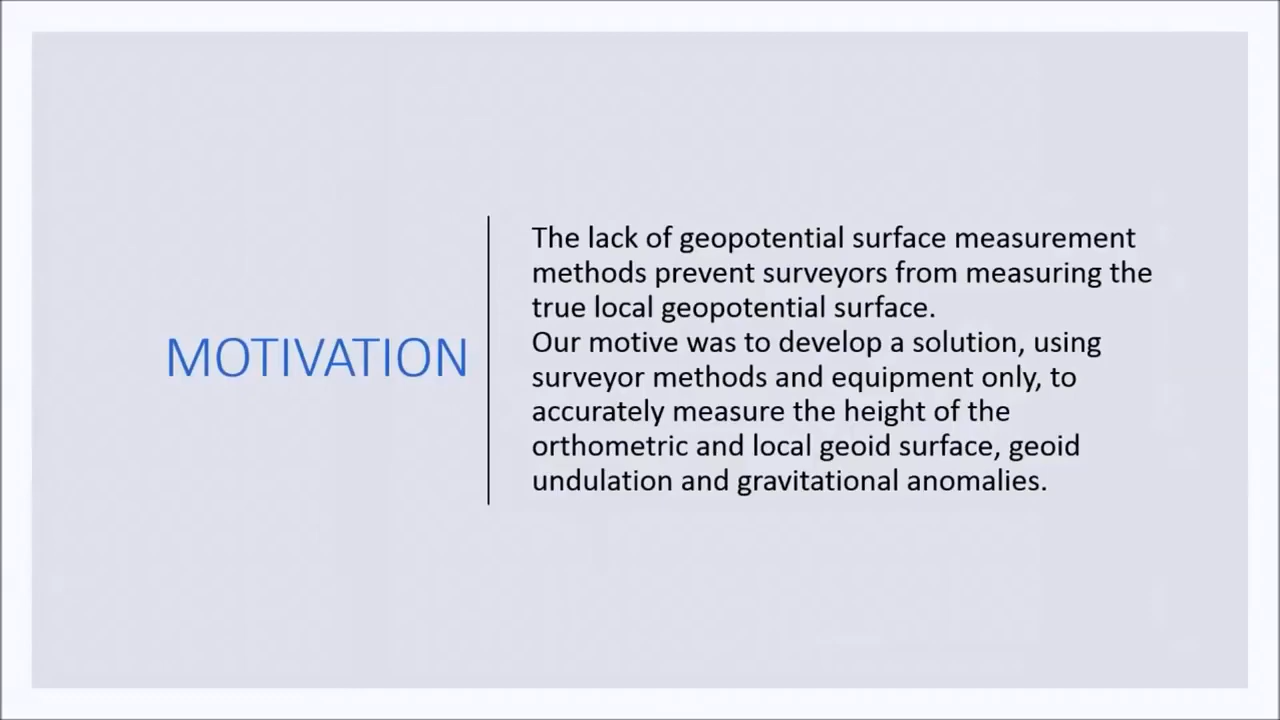 MOTIVATION
The lack of geopotential surface measurement
methods prevent surveyors from measuring the
true local geopotential surface.
Our motive was to develop a solution, using
surveyor methods and equipment only, to
accurately measure the height of the
orthometric and local geoid surface, geoid
undulation and gravitational anomalies.